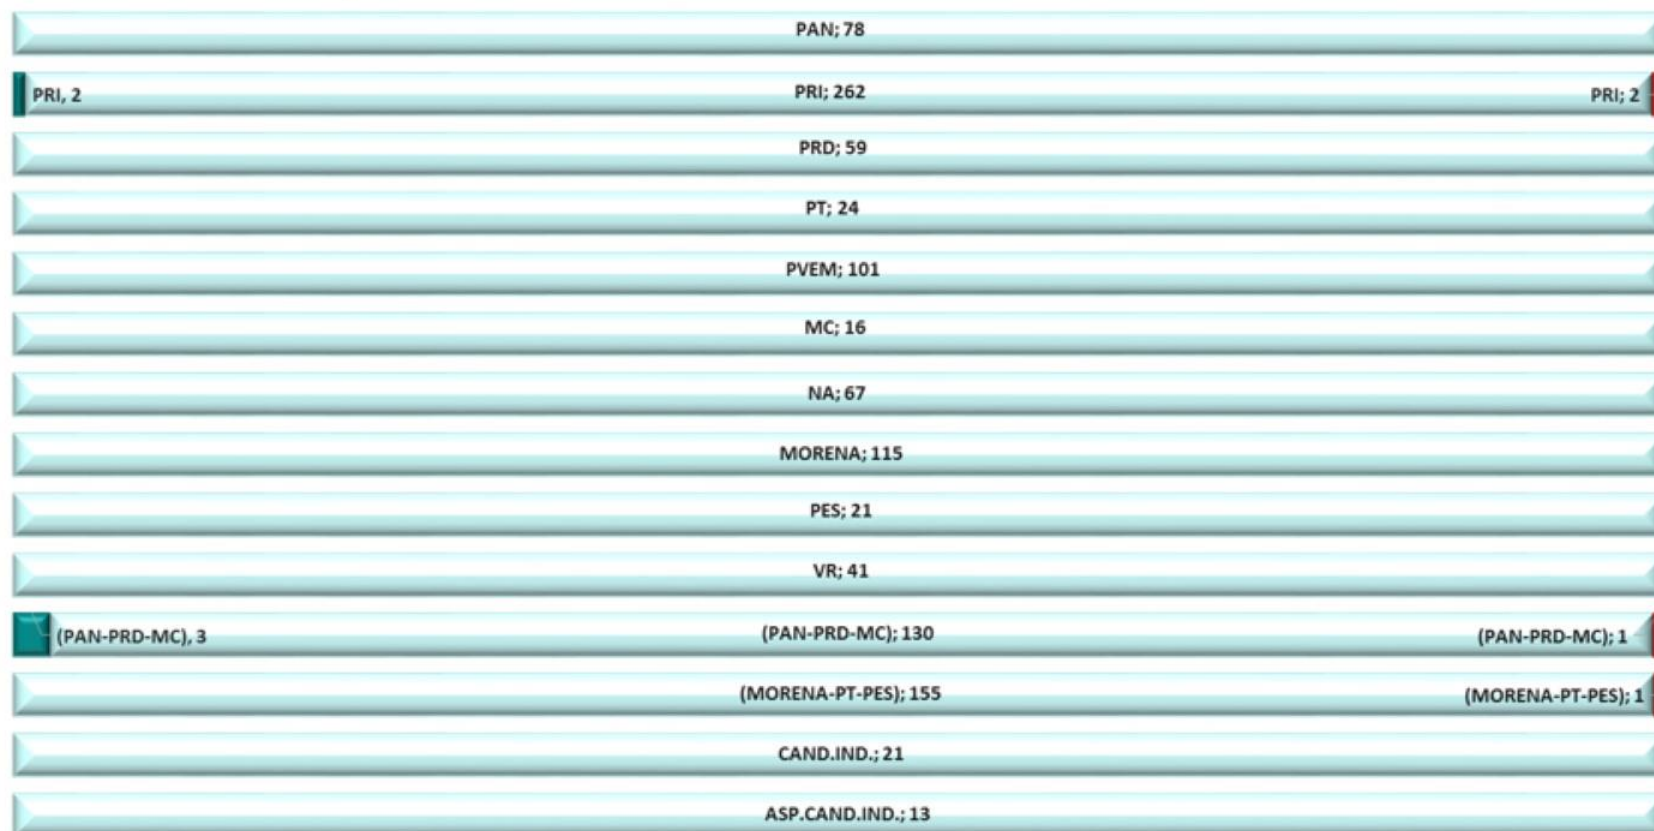 PAN; 78
PRI, 2 PRI; 262 PRI; 2
PRD; 59
PT; 24
PVEM; 101
MC; 16
NA; 67
MORENA; 115
PES; 21
VR; 41
(PAN-PRD-MC), 3 (PAN-PRD-MC); 130 (PAN-PRD-MC); 1
(MORENA-PT-PES); 155 (MORENA-PT-PES); 1
CAND.IND.; 21
ASP.CAND.IND.; 13